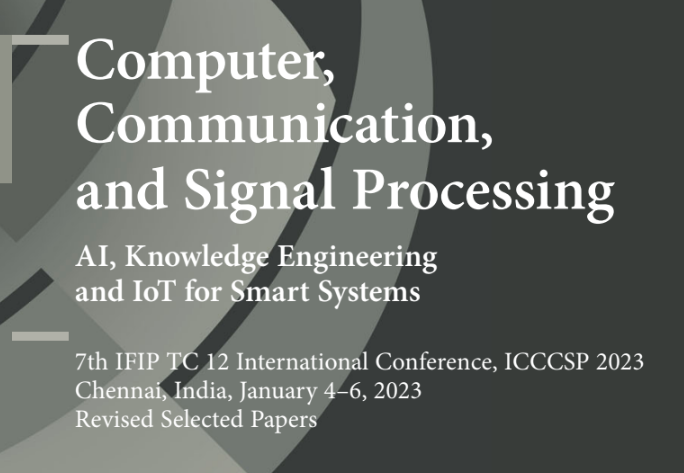 Computer,
Communication,
and Signal Processing
AI, Knowledge Engineering
and IoT for Smart Systems
7th IFIP TC 12 International Conference, ICCCSP 2023
Chennai, India, January 4–6, 2023
Revised Selected Papers